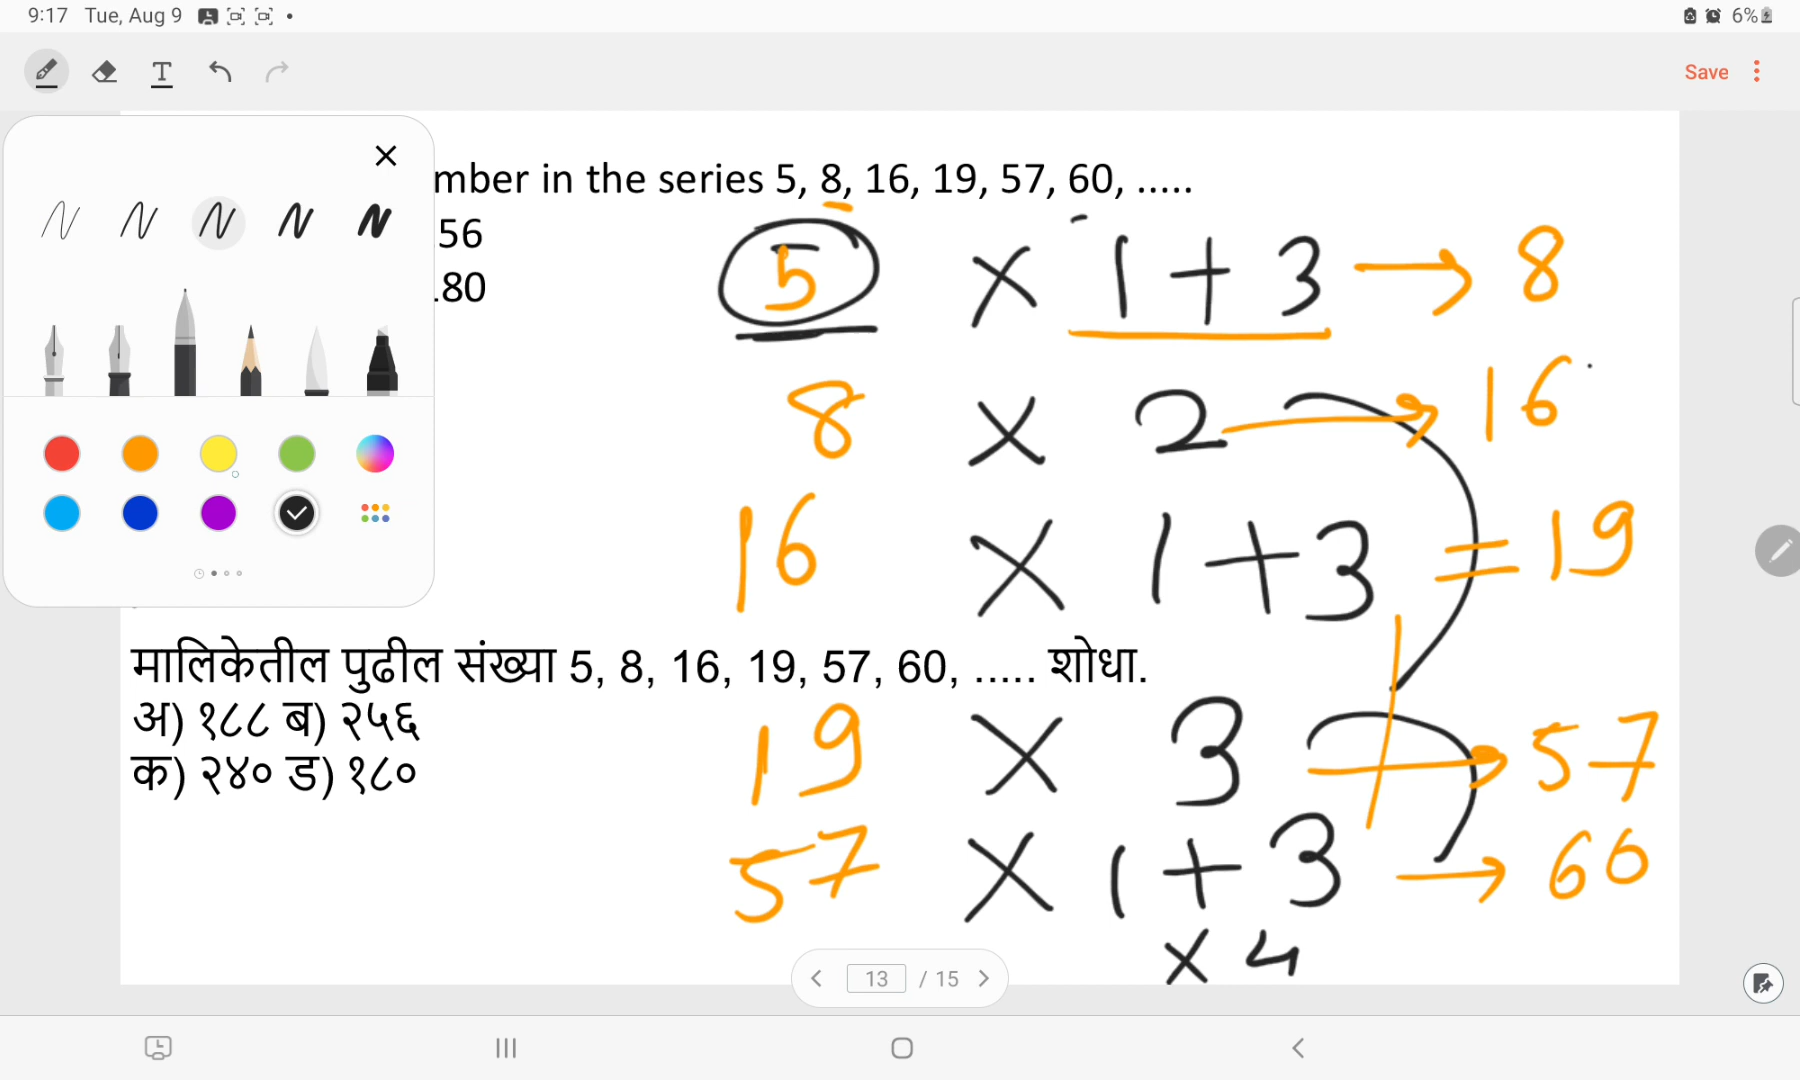 9:17 Tue, Aug 9 6%
T Save
mber in the series 5, 8, 16, 19, 57, 60, .....
56
.80
5 × 1 + 3 → 8
8 × 2 → 16
16 × 1 + 3 = 19
मालिकेतील पुढील संख्या 5, 8, 16, 19, 57, 60, ..... शोधा.
अ) १८८ ब) २५६
क) २४० ड) १८०
19 × 3 → 57
57 × 1 + 3 → 60
× 4
13 / 15